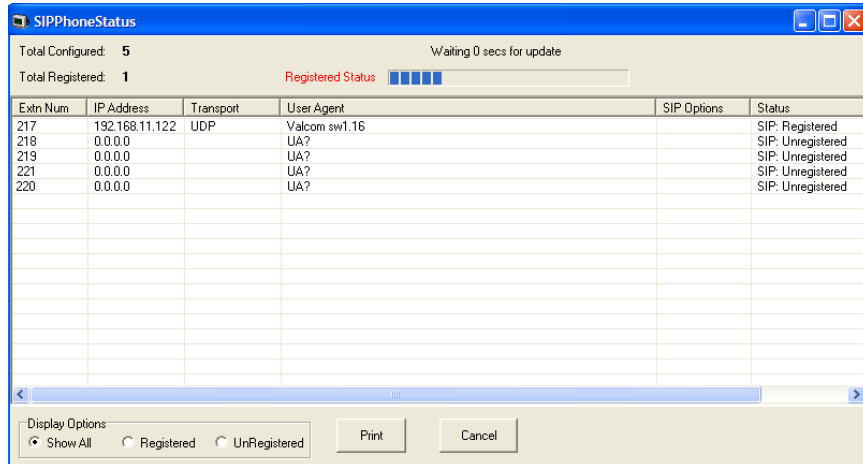 SIPPhoneStatus
Total Configured: 5 Waiting 0 secs for update
Total Registered: 1 Registered Status
Extn Num IP Address Transport User Agent SIP Options Status
217 192.168.11.122 UDP Valcom sw1.16 SIP: Registered
218 0.0.0.0 UA? SIP: Unregistered
219 0.0.0.0 UA? SIP: Unregistered
221 0.0.0.0 UA? SIP: Unregistered
220 0.0.0.0 UA? SIP: Unregistered
Display Options
Show All Registered UnRegistered Print Cancel